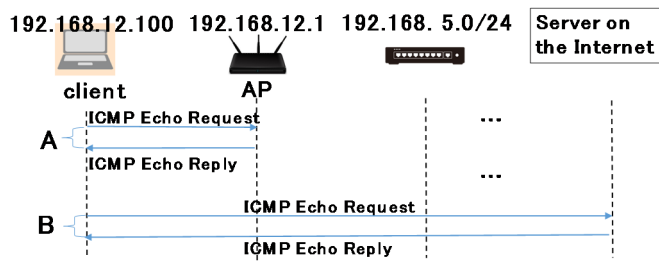 192.168.12.100 192.168.12.1 192.168. 5.0/24
Server on
the Internet
client
AP
ICMP Echo Request
A
ICMP Echo Reply
...
...
ICMP Echo Request
B
ICMP Echo Reply